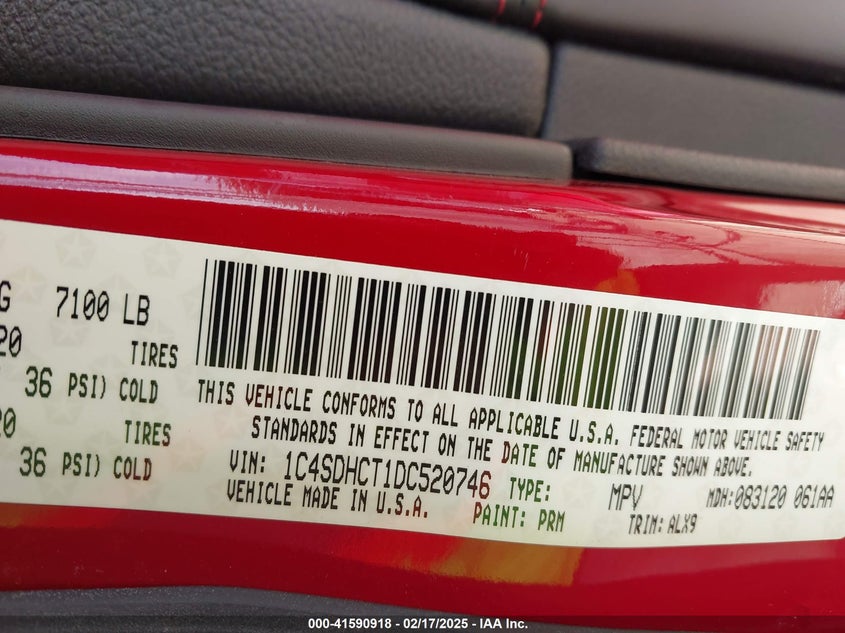 G 7100 LB
20 TIRES
36 PSI) COLD
20 TIRES
36 PSI) COLD
THIS VEHICLE CONFORMS TO ALL APPLICABLE U.S.A. FEDERAL MOTOR VEHICLE SAFETY
STANDARDS IN EFFECT ON THE DATE OF MANUFACTURE SHOWN ABOVE.
VIN: 1C4SDHCT1DC520746 TYPE: MPV MDH:083120 061AA
VEHICLE MADE IN U.S.A. PAINT: PRM TRIM: ALX9
000-41590918 - 02/17/2025 - IAA Inc.